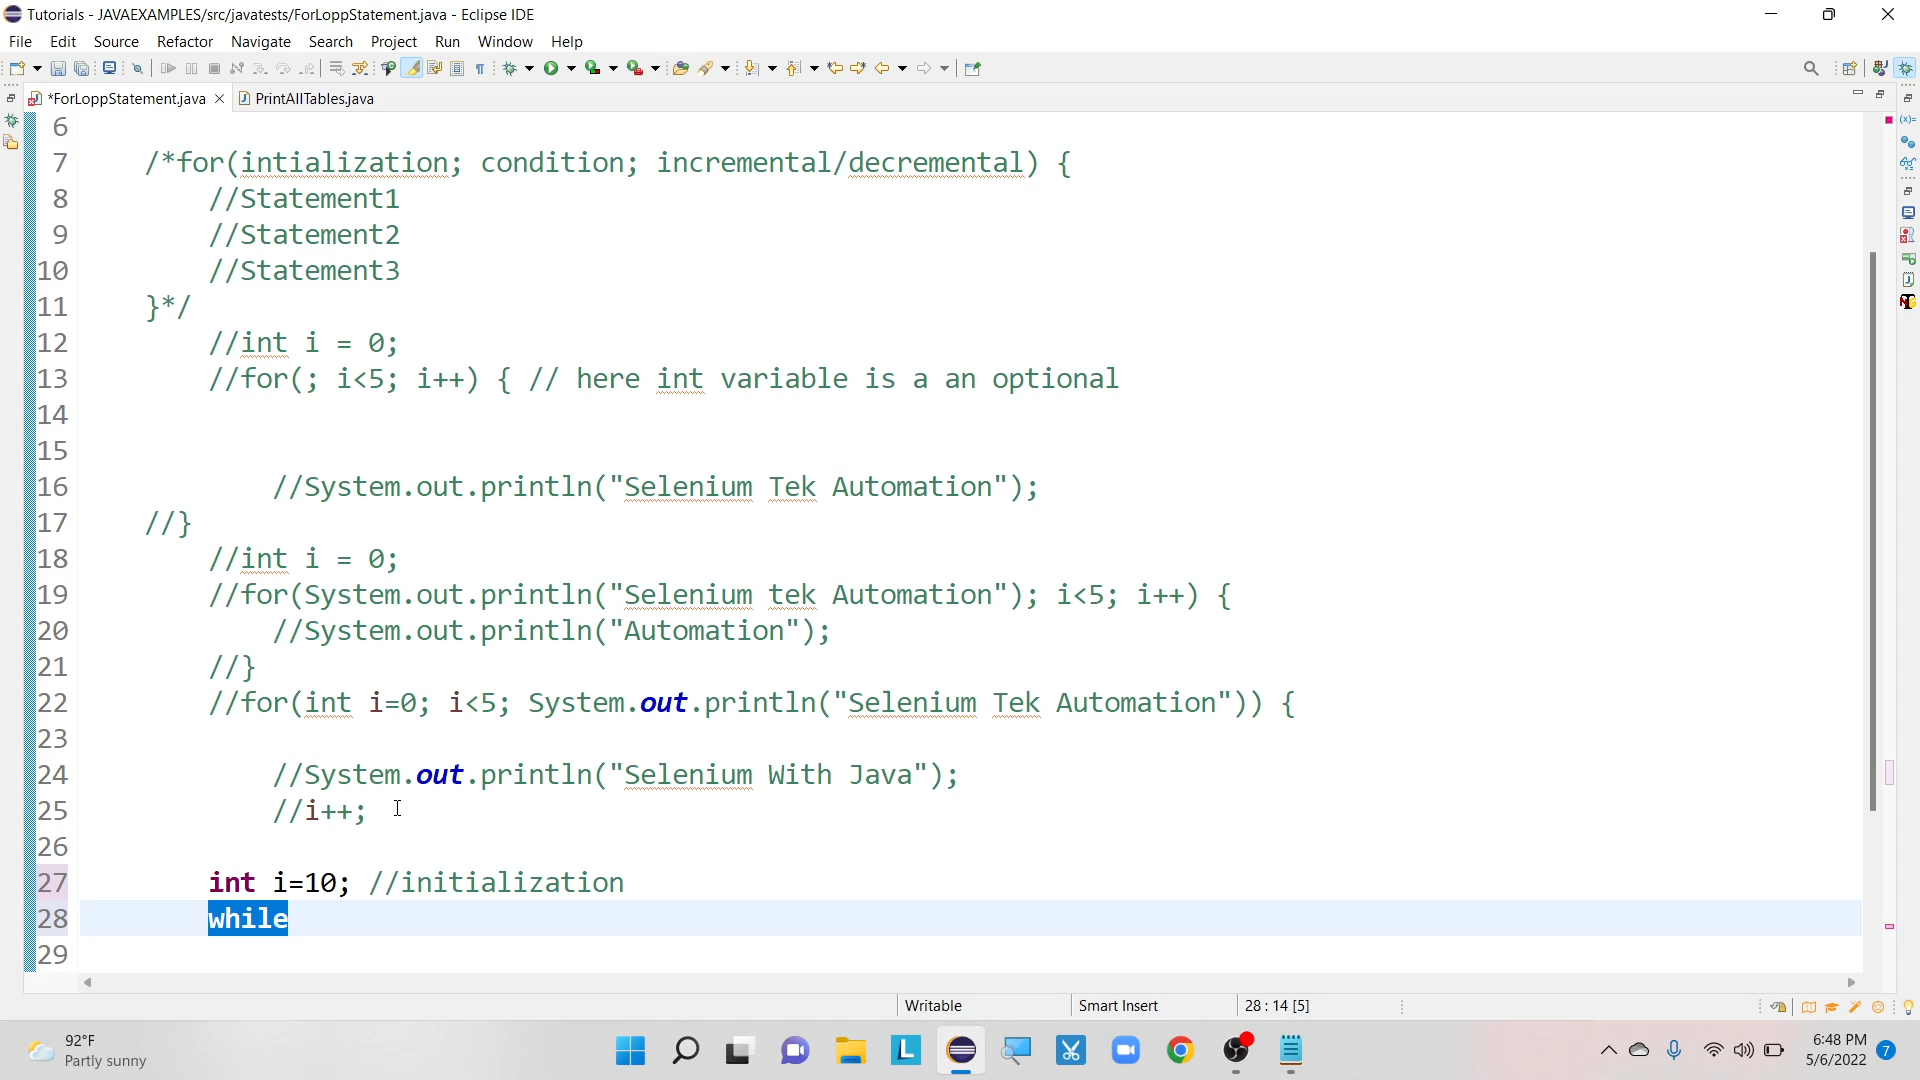 Tutorials - JAVAEXAMPLES/src/javatests/ForLoppStatement.java - Eclipse IDE
File Edit Source Refactor Navigate Search Project Run Window Help
*ForLoppStatement.java PrintAllTables.java
6
7 /*for(intialization; condition; incremental/decremental) {
8 //Statement1
9 //Statement2
10 //Statement3
11 }*/
12 //int i = 0;
13 //for(; i<5; i++) { // here int variable is a an optional
14
15
16 //System.out.println("Selenium Tek Automation");
17 //}
18 //int i = 0;
19 //for(System.out.println("Selenium tek Automation"); i<5; i++) {
20 //System.out.println("Automation");
21 //}
22 //for(int i=0; i<5; System.out.println("Selenium Tek Automation")) {
23
24 //System.out.println("Selenium With Java");
25 //i++;
26
27 int i=10; //initialization
28 while
29
Writable Smart Insert 28 : 14 [5]
92°F
Partly sunny
6:48 PM
5/6/2022
7